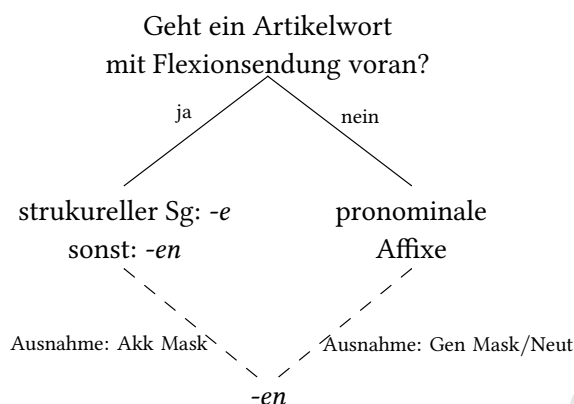 Geht ein Artikelwort
mit Flexionsendung voran?
ja
nein
strukureller Sg: -e
sonst: -en
pronominale
Affixe
Ausnahme: Akk Mask
Ausnahme: Gen Mask/Neut
-en